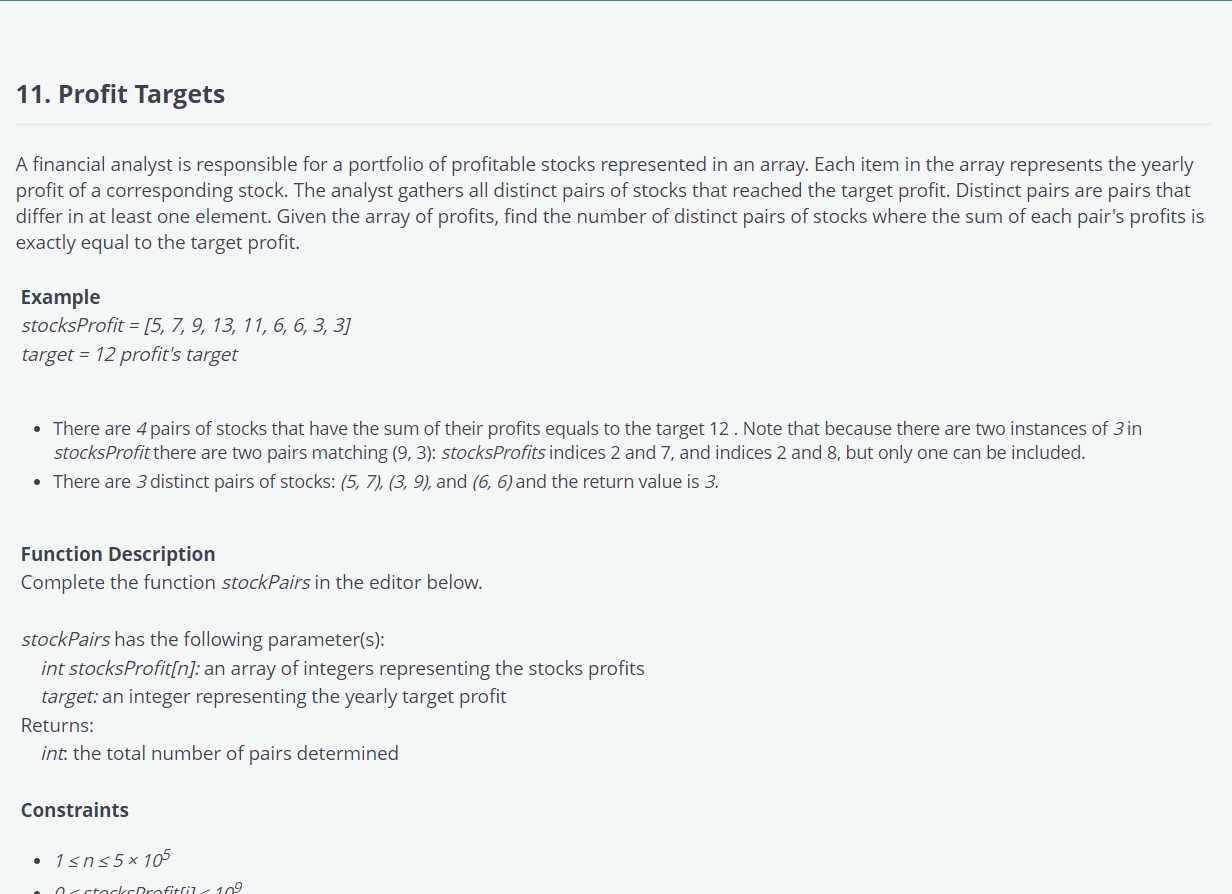 11. Profit Targets
A financial analyst is responsible for a portfolio of profitable stocks represented in an array. Each item in the array represents the yearly
profit of a corresponding stock. The analyst gathers all distinct pairs of stocks that reached the target profit. Distinct pairs are pairs that
differ in at least one element. Given the array of profits, find the number of distinct pairs of stocks where the sum of each pair's profits is
exactly equal to the target profit.
Example
stocksProfit = [5, 7, 9, 13, 11, 6, 6, 3, 3]
target = 12 profit's target
• There are 4 pairs of stocks that have the sum of their profits equals to the target 12 . Note that because there are two instances of 3 in
stocksProfit there are two pairs matching (9, 3): stocksProfits indices 2 and 7, and indices 2 and 8, but only one can be included.
• There are 3 distinct pairs of stocks: (5, 7), (3, 9), and (6, 6) and the return value is 3.
Function Description
Complete the function stockPairs in the editor below.
stockPairs has the following parameter(s):
int stocksProfit[n]: an array of integers representing the stocks profits
target: an integer representing the yearly target profit
Returns:
int: the total number of pairs determined
Constraints
• 1 ≤ n ≤ 5 × 10⁵
• 0 ≤ stocksProfit[i] ≤ 10⁹